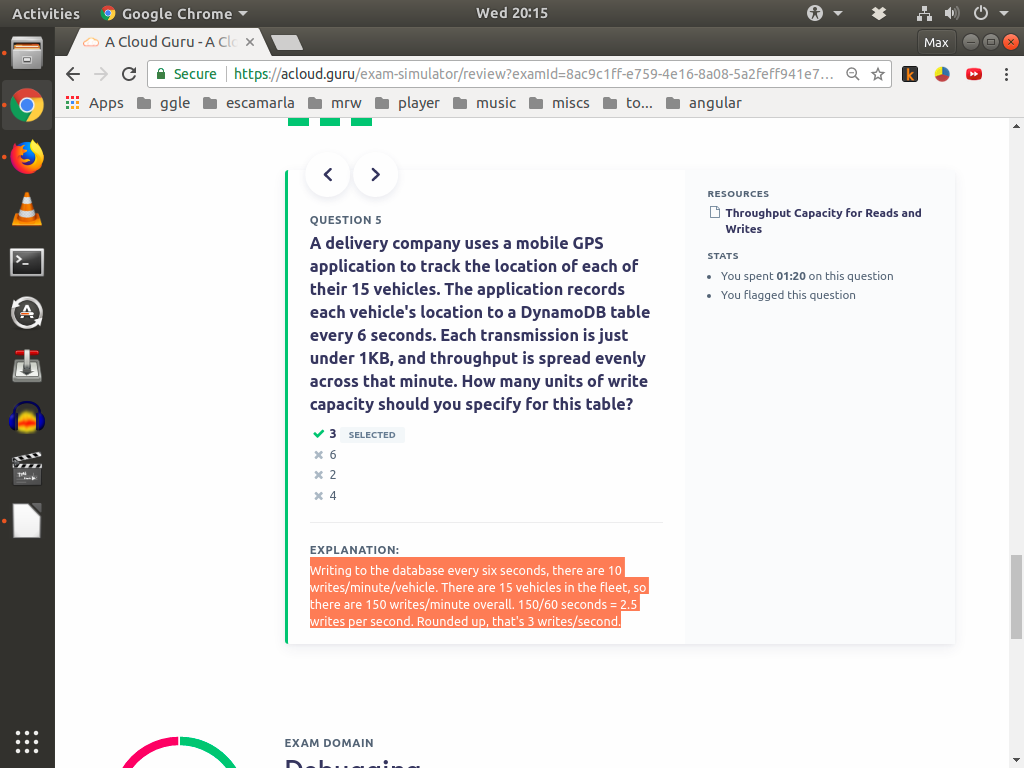 Activities Google Chrome Wed 20:15
A Cloud Guru - A Clo Max
Secure https://acloud.guru/exam-simulator/review?examId=8ac9c1ff-e759-4e16-8a08-5a2feff941e7...
Apps ggle escamarla mrw player music miscs to... angular
QUESTION 5
A delivery company uses a mobile GPS
application to track the location of each of
their 15 vehicles. The application records
each vehicle's location to a DynamoDB table
every 6 seconds. Each transmission is just
under 1KB, and throughput is spread evenly
across that minute. How many units of write
capacity should you specify for this table?
3 SELECTED
6
2
4
EXPLANATION:
Writing to the database every six seconds, there are 10
writes/minute/vehicle. There are 15 vehicles in the fleet, so
there are 150 writes/minute overall. 150/60 seconds = 2.5
writes per second. Rounded up, that's 3 writes/second.
RESOURCES
Throughput Capacity for Reads and
Writes
STATS
You spent 01:20 on this question
You flagged this question
EXAM DOMAIN
Debugging